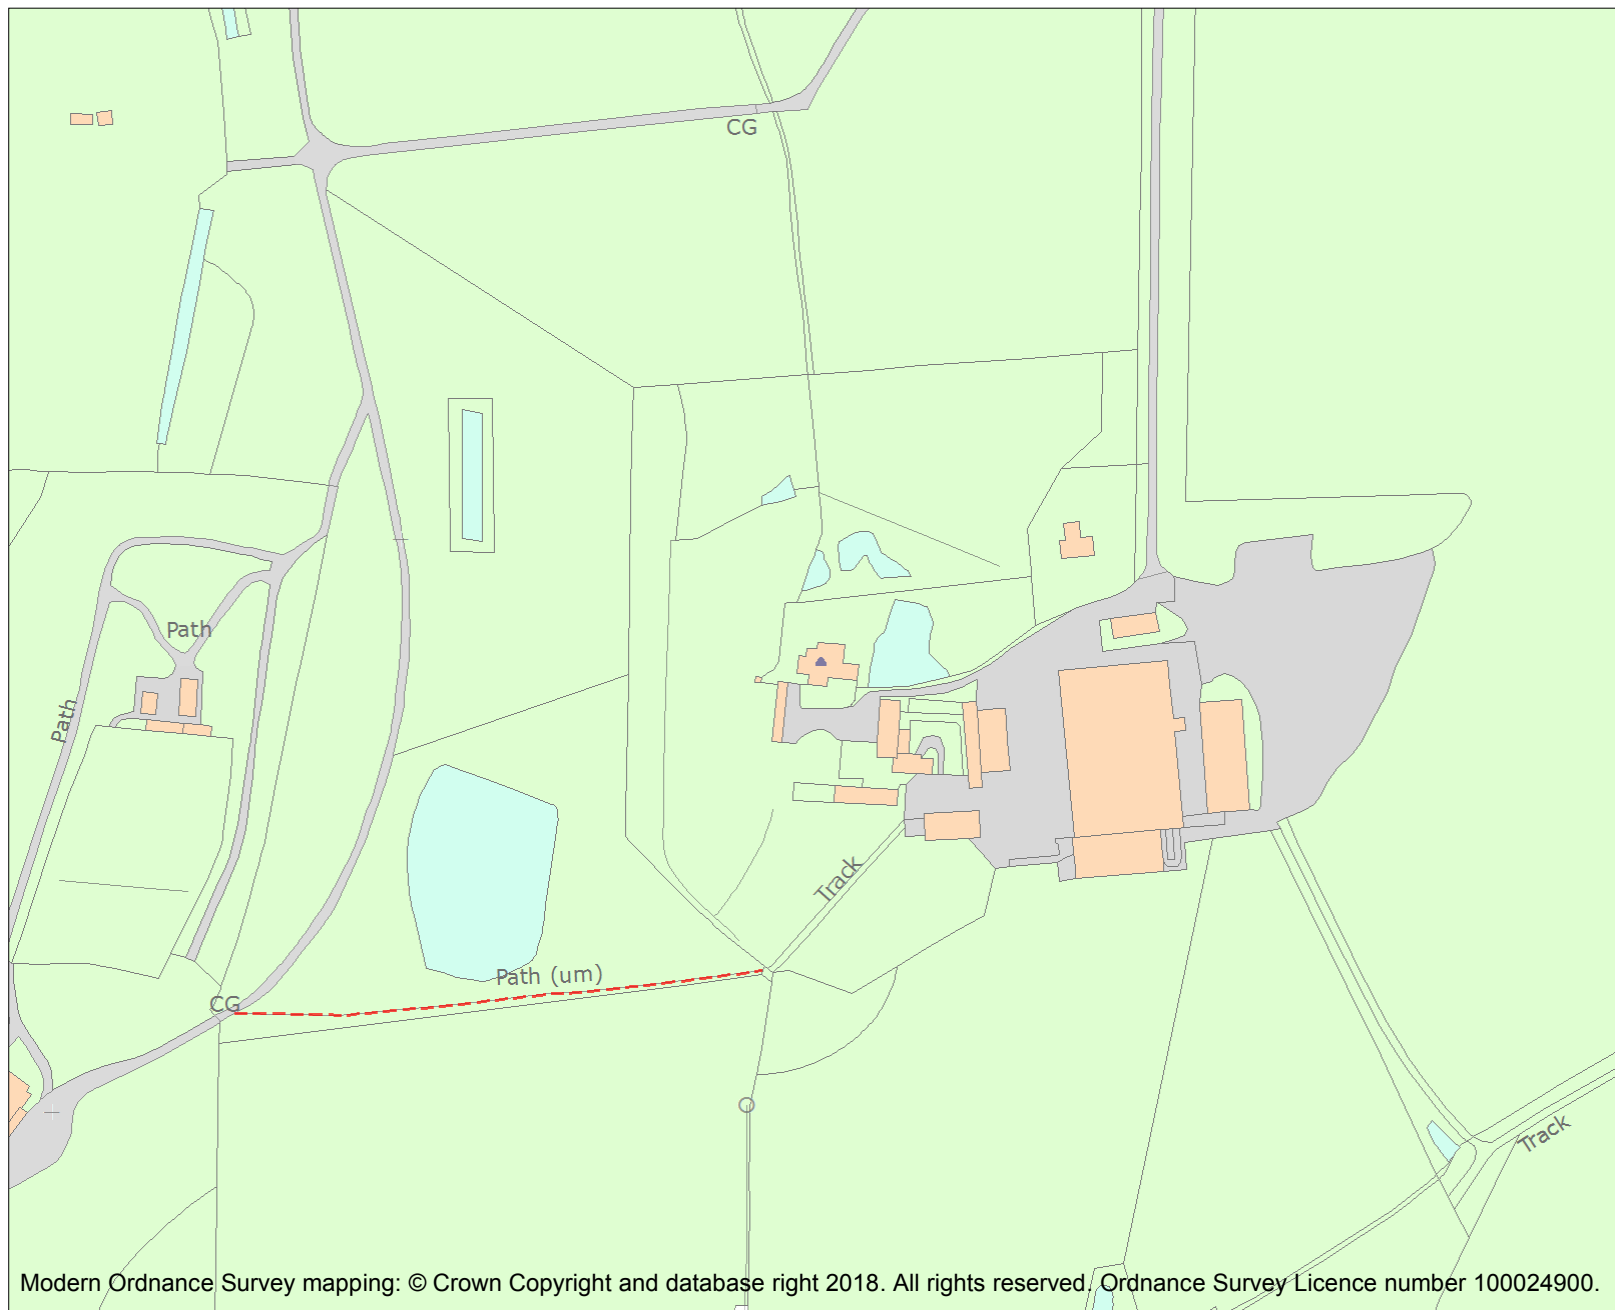 CG
Path
Path
Track
Path (um)
CG
Track
Modern Ordnance Survey mapping: © Crown Copyright and database right 2018. All rights reserved. Ordnance Survey Licence number 100024900.